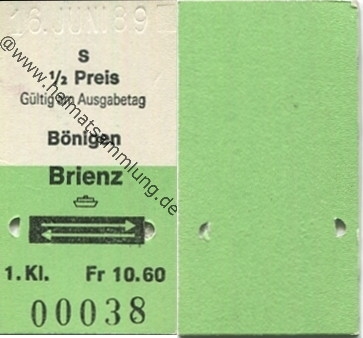 16. JUNI 89
S
1/2 Preis
Gültig am Ausgabetag
Bönigen
Brienz
1. Kl. Fr 10.60
00038
@www.heimatsammlung.de